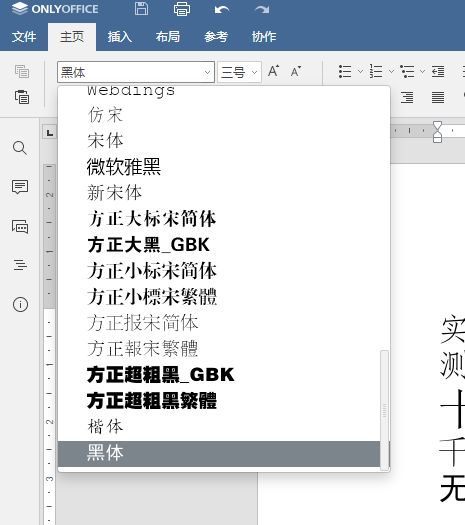 ONLYOFFICE
文件 主页 插入 布局 参考 协作
黑体 三号 A A
Webdings
仿宋
宋体
微软雅黑
新宋体
方正大标宋简体
方正大黑_GBK
方正小标宋简体
方正小標宋繁體
方正报宋简体
方正報宋繁體
方正超粗黑_GBK
方正超粗黑繁體
楷体
黑体
L
2
1
1
2
3
实
测
十
千
无